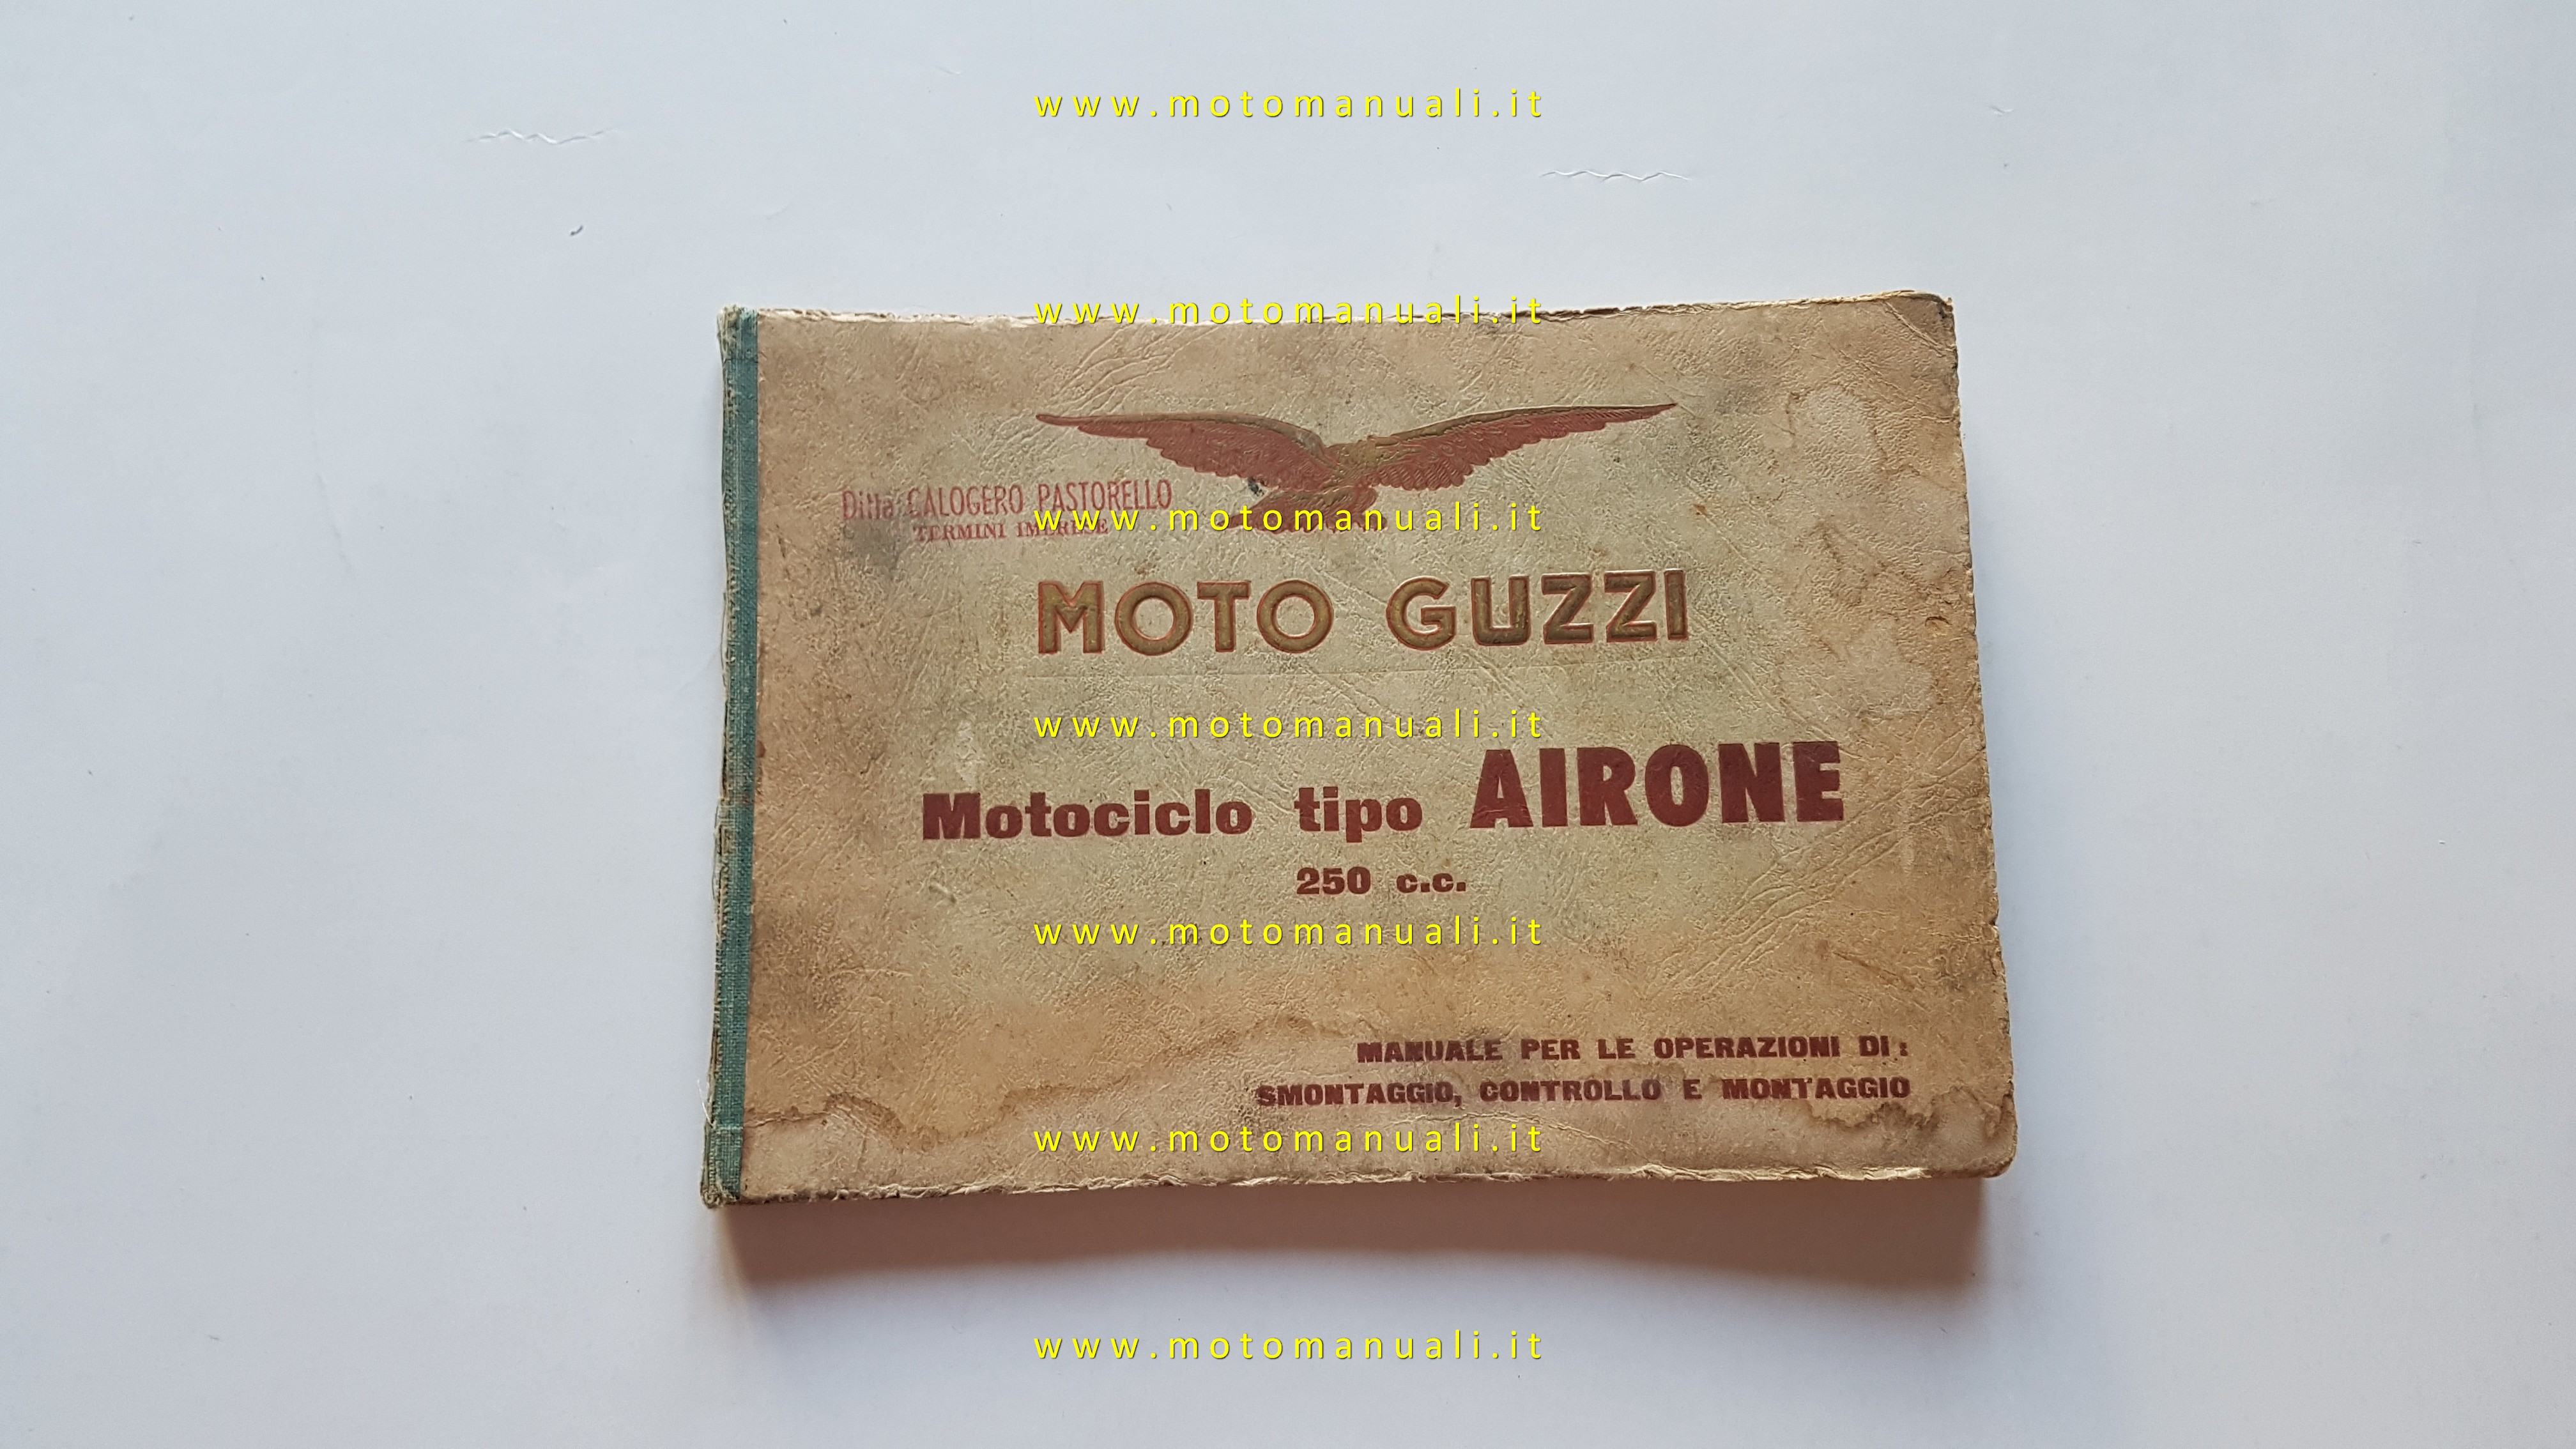 www.motomanuali.it
www.motomanuali.it
Ditta CALOGERO PASTORELLO
TERMINI IMERESE
www.motomanuali.it
MOTO GUZZI
www.motomanuali.it
Motociclo tipo AIRONE
250 c.c.
www.motomanuali.it
MANUALE PER LE OPERAZIONI DI:
SMONTAGGIO, CONTROLLO E MONTAGGIO
www.motomanuali.it
www.motomanuali.it